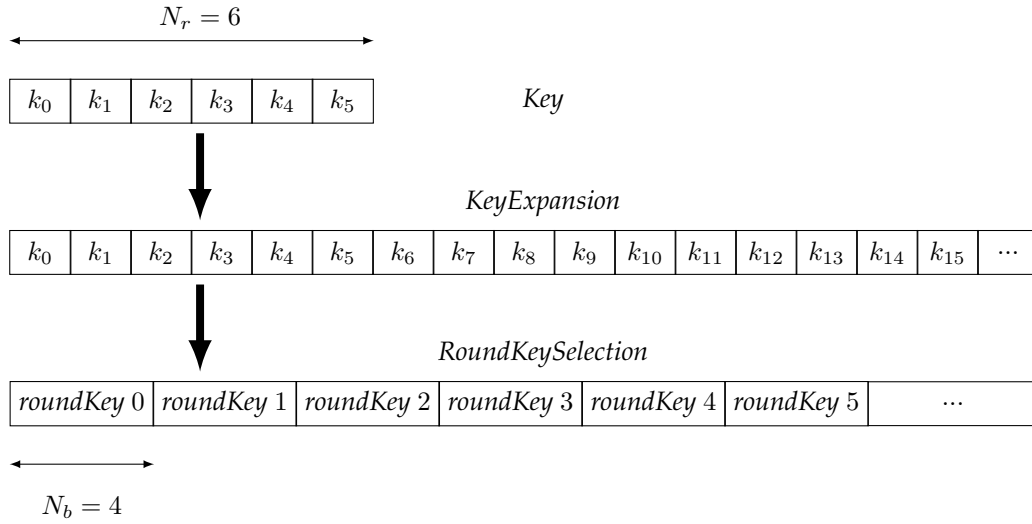 N_r = 6
k_0 k_1 k_2 k_3 k_4 k_5 Key
KeyExpansion
k_0 k_1 k_2 k_3 k_4 k_5 k_6 k_7 k_8 k_9 k_10 k_11 k_12 k_13 k_14 k_15 ...
RoundKeySelection
roundKey 0 roundKey 1 roundKey 2 roundKey 3 roundKey 4 roundKey 5 ...
N_b = 4